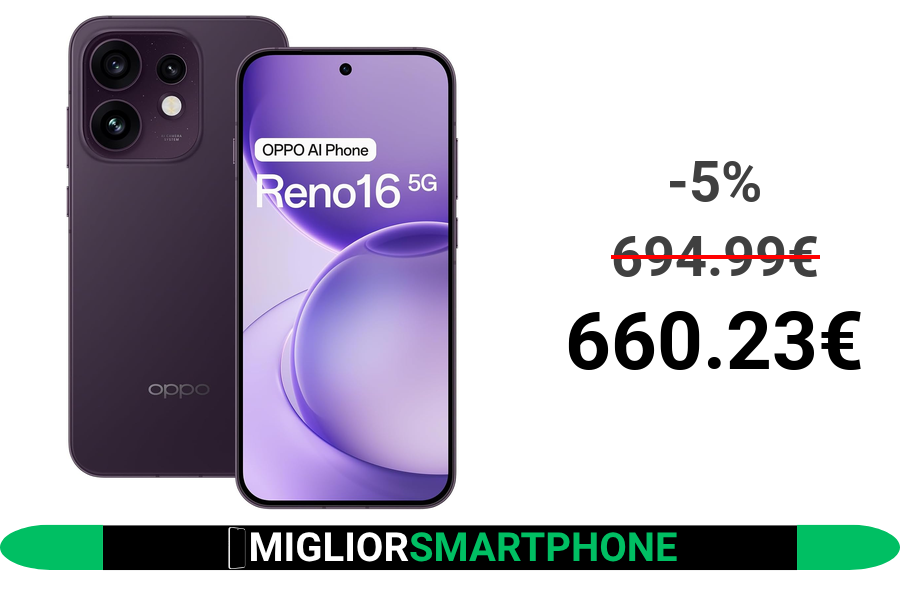 OPPO AI Phone
Reno16 5G
oppo
-5%
694.99€
660.23€
MIGLIORSMARTPHONE